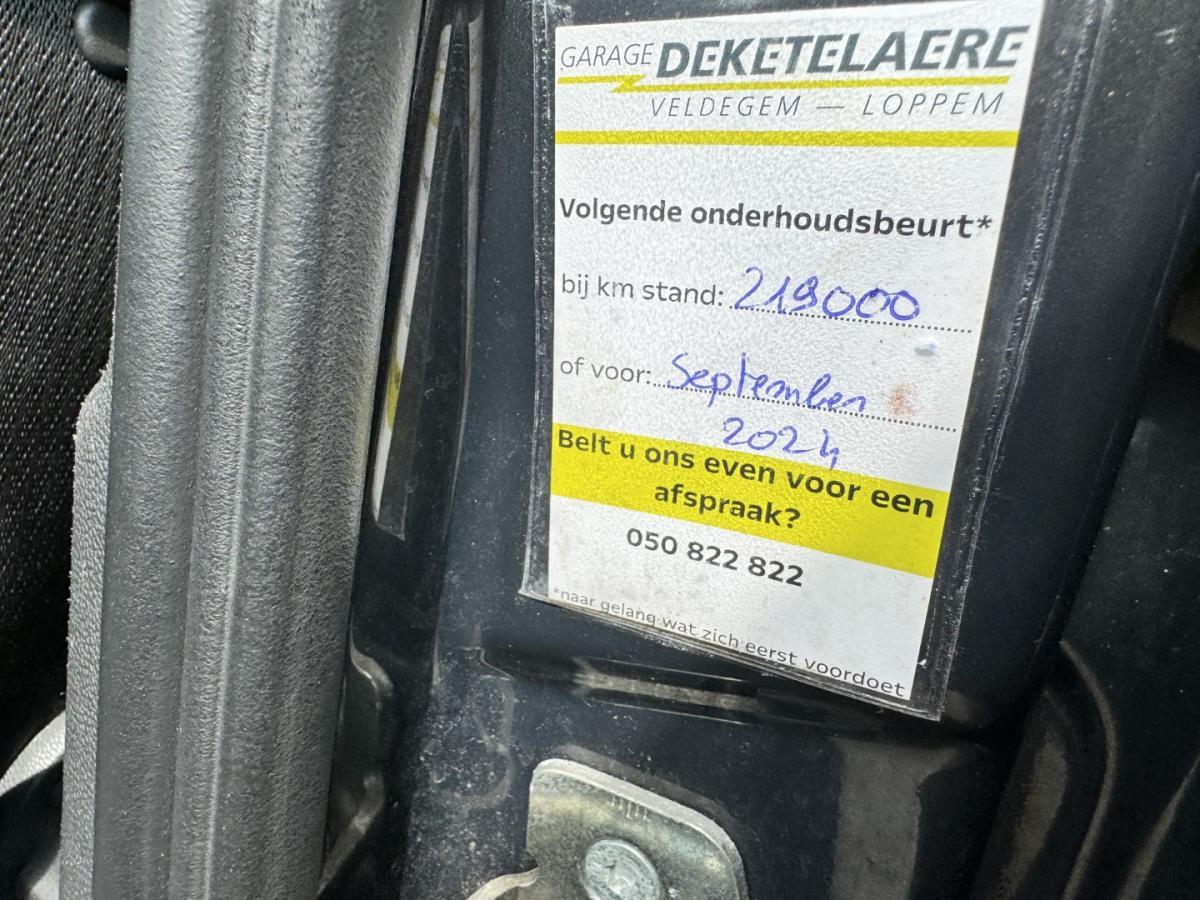 GARAGE DEKETELAERE
VELDEGEM — LOPPEM
Volgende onderhoudsbeurt*
bij km stand: 219000
of voor: September
2024
Belt u ons even voor een
afspraak?
050 822 822
*naar gelang wat zich eerst voordoet